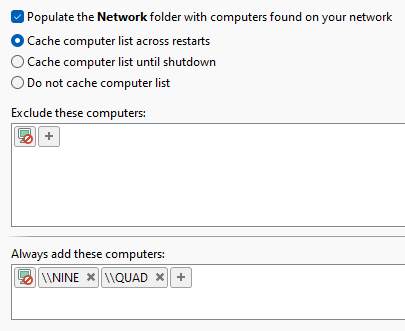 Populate the Network folder with computers found on your network
Cache computer list across restarts
Cache computer list until shutdown
Do not cache computer list
Exclude these computers:
Always add these computers:
\\NINE \\QUAD